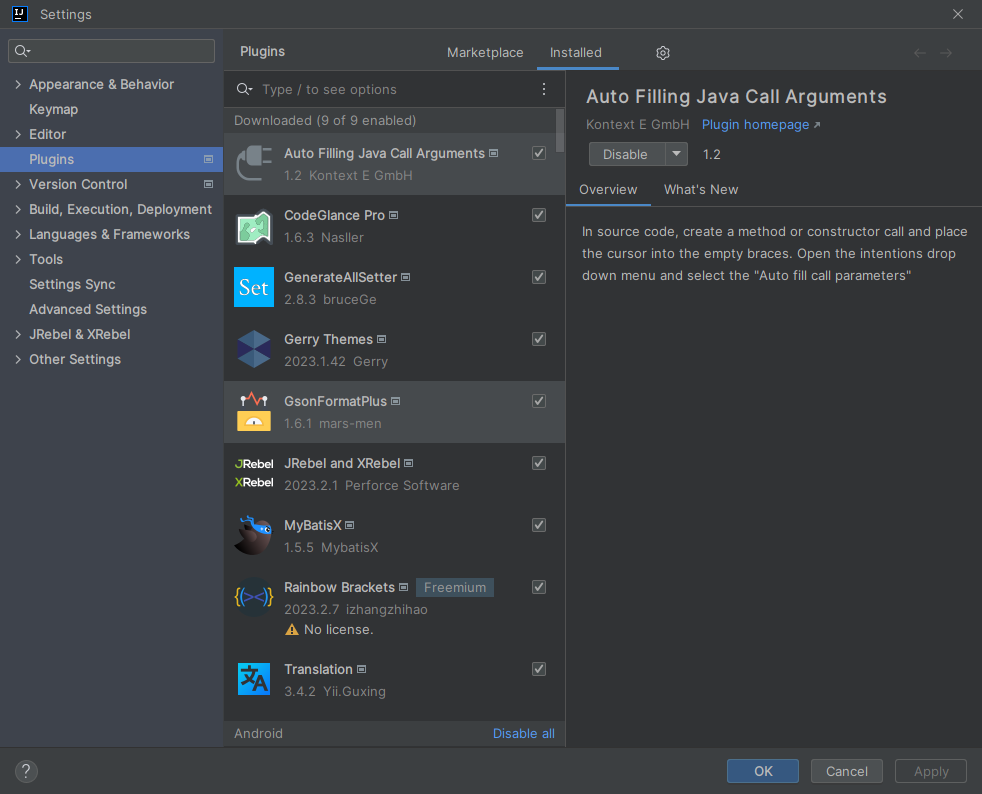 Settings
Appearance & Behavior
Keymap
Editor
Plugins
Version Control
Build, Execution, Deployment
Languages & Frameworks
Tools
Settings Sync
Advanced Settings
JRebel & XRebel
Other Settings
Plugins
Marketplace
Installed
Type / to see options
Downloaded (9 of 9 enabled)
Auto Filling Java Call Arguments
1.2 Kontext E GmbH
CodeGlance Pro
1.6.3 Nasller
Set
GenerateAllSetter
2.8.3 bruceGe
Gerry Themes
2023.1.42 Gerry
GsonFormatPlus
1.6.1 mars-men
JRebel
XRebel
JRebel and XRebel
2023.2.1 Perforce Software
MyBatisX
1.5.5 MybatisX
Rainbow Brackets
Freemium
2023.2.7 izhangzhihao
No license.
文A
Translation
3.4.2 Yii.Guxing
Android
Disable all
Auto Filling Java Call Arguments
Kontext E GmbH Plugin homepage ↗
Disable
1.2
Overview
What's New
In source code, create a method or constructor call and place
the cursor into the empty braces. Open the intentions drop
down menu and select the "Auto fill call parameters"
?
OK
Cancel
Apply